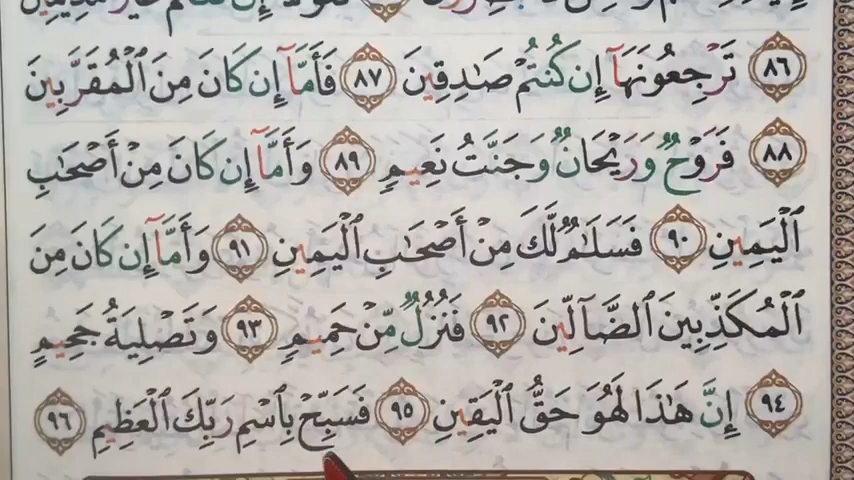 ۝٨٦ تَرۡجِعُونَهَآ إِن كُنتُمۡ صَـٰدِقِينَ ۝٨٧ فَأَمَّآ إِن كَانَ مِنَ ٱلۡمُقَرَّبِينَ
۝٨٨ فَرَوۡحٞ وَرَيۡحَانٞ وَجَنَّتُ نَعِيمٖ ۝٨٩ وَأَمَّآ إِن كَانَ مِنۡ أَصۡحَـٰبِ
ٱلۡيَمِينِ ۝٩٠ فَسَلَـٰمٞ لَّكَ مِنۡ أَصۡحَـٰبِ ٱلۡيَمِينِ ۝٩١ وَأَمَّآ إِن كَانَ مِنَ
ٱلۡمُكَذِّبِينَ ٱلضَّآلِّينَ ۝٩٢ فَنُزُلٞ مِّنۡ حَمِيمٖ ۝٩٣ وَتَصۡلِيَةُ جَحِيمٍ
۝٩٤ إِنَّ هَـٰذَا لَهُوَ حَقُّ ٱلۡيَقِينِ ۝٩٥ فَسَبِّحۡ بِٱسۡمِ رَبِّكَ ٱلۡعَظِيمِ ۝٩٦